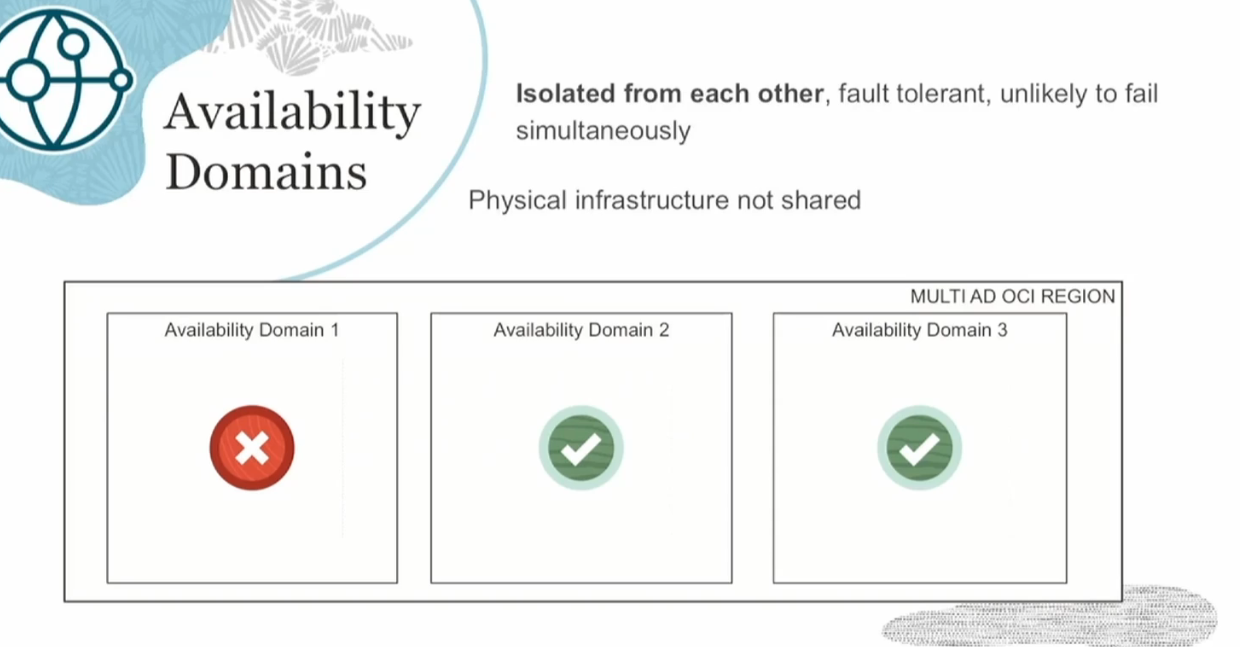 Availability
Domains
Isolated from each other, fault tolerant, unlikely to fail
simultaneously
Physical infrastructure not shared
MULTI AD OCI REGION
Availability Domain 1
Availability Domain 2
Availability Domain 3